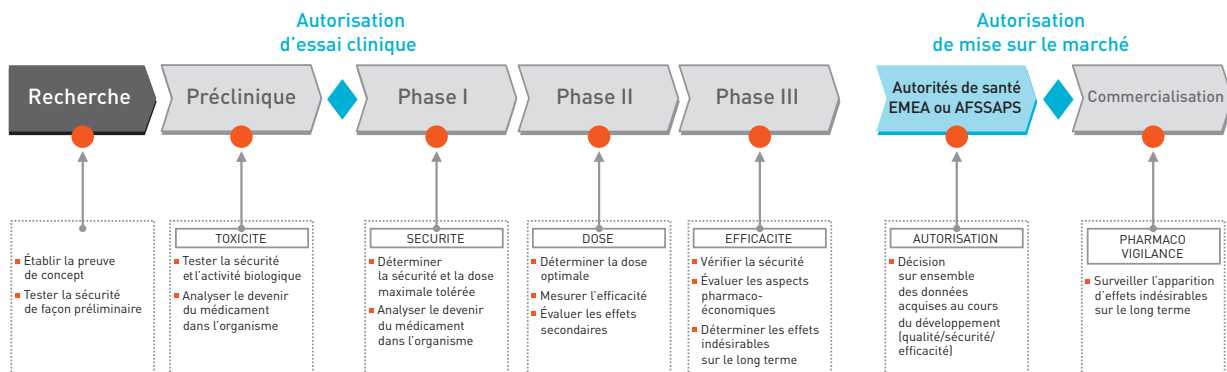 Autorisation
d'essai clinique
Autorisation
de mise sur le marché
Recherche
Préclinique
Phase I
Phase II
Phase III
Autorités de santé
EMEA ou AFSSAPS
Commercialisation
Établir la preuve
de concept
Tester la sécurité
de façon préliminaire
TOXICITE
Tester la sécurité
et l'activité biologique
Analyser le devenir
du médicament
dans l'organisme
SECURITE
Déterminer
la sécurité et la dose
maximale tolérée
Analyser le devenir
du médicament
dans l'organisme
DOSE
Déterminer la dose
optimale
Mesurer l'efficacité
Évaluer les effets
secondaires
EFFICACITE
Vérifier la sécurité
Évaluer les aspects
pharmaco-
économiques
Déterminer les effets
indésirables
sur le long terme
AUTORISATION
Décision
sur ensemble
des données
acquises au cours
du développement
(qualité/sécurité/
efficacité)
PHARMACO
VIGILANCE
Surveiller l'apparition
d'effets indésirables
sur le long terme